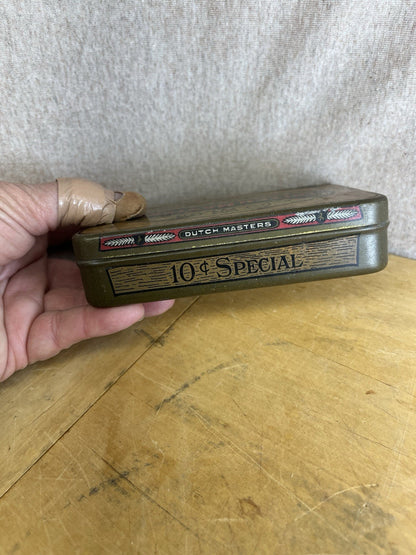 DUTCH MASTERS
10¢ SPECIAL